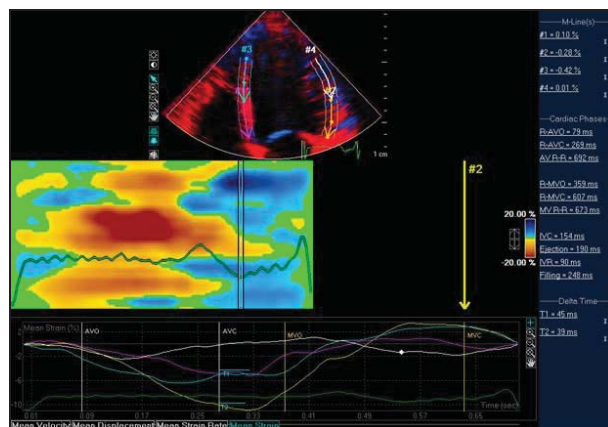 M-Line(s)
#1 = 0.10 %
#2 = -0.28 %
#3 = -0.42 %
#4 = 0.01 %
#3
#4
1 cm
Cardiac Phases
R-AVO = 79 ms
R-AVC = 269 ms
AV R-R = 692 ms
R-MVO = 359 ms
R-MVC = 607 ms
MV R-R = 673 ms
IVC = 154 ms
Ejection = 190 ms
IVR = 90 ms
Filling = 248 ms
#2
20.00 %
-20.00 %
Delta Time
T1 = 45 ms
T2 = 39 ms
Mean Strain (%)
AVO
AVC
MVO
MVC
2
-2
-6
-10
T1
T2
Time (sec)
0.01
0.09
0.17
0.25
0.33
0.41
0.49
0.57
0.65
Mean Velocity
Mean Displacement
Mean Strain Rate
Mean Strain